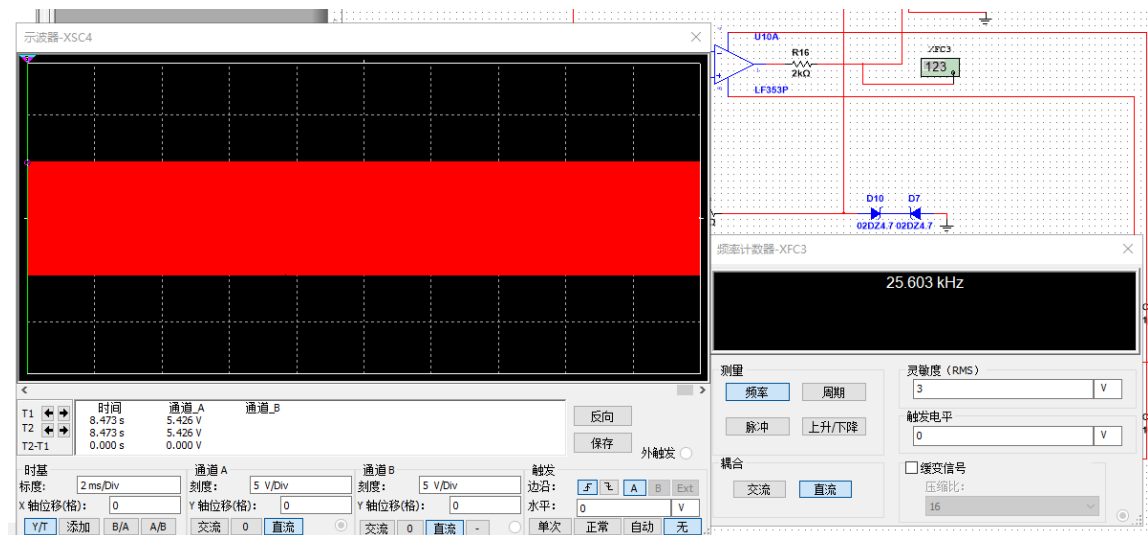 示波器-XSC4
U10A
R16
2kΩ
LF353P
XFC3
123
D10 D7
02DZ4.7 02DZ4.7
频率计数器-XFC3
25.603 kHz
测量
频率 周期
脉冲 上升/下降
耦合
交流 直流
灵敏度（RMS）
3 V
触发电平
0 V
缓变信号
压缩比：
16
时间 通道_A 通道_B
T1 8.473 s 5.426 V
T2 8.473 s 5.426 V
T2-T1 0.000 s 0.000 V
反向
保存
外触发
时基
标度： 2 ms/Div
X 轴位移(格)： 0
Y/T 添加 B/A A/B
通道 A
刻度： 5 V/Div
Y 轴位移(格)： 0
交流 0 直流
通道 B
刻度： 5 V/Div
Y 轴位移(格)： 0
交流 0 直流 -
触发
边沿： A B Ext
水平： 0 V
单次 正常 自动 无